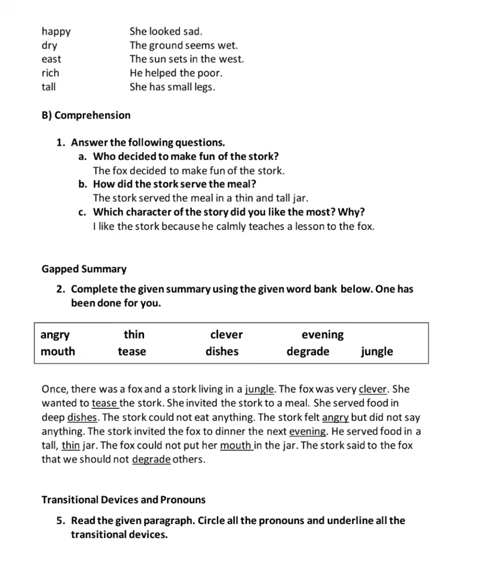 happy She looked sad.
dry The ground seems wet.
east The sun sets in the west.
rich He helped the poor.
tall She has small legs.
B) Comprehension
1. Answer the following questions.
a. Who decided to make fun of the stork?
The fox decided to make fun of the stork.
b. How did the stork serve the meal?
The stork served the meal in a thin and tall jar.
c. Which character of the story did you like the most? Why?
I like the stork because he calmly teaches a lesson to the fox.
Gapped Summary
2. Complete the given summary using the given word bank below. One has
been done for you.
angry thin clever evening
mouth tease dishes degrade jungle
Once, there was a fox and a stork living in a jungle. The fox was very clever. She
wanted to tease the stork. She invited the stork to a meal. She served food in
deep dishes. The stork could not eat anything. The stork felt angry but did not say
anything. The stork invited the fox to dinner the next evening. He served food in a
tall, thin jar. The fox could not put her mouth in the jar. The stork said to the fox
that we should not degrade others.
Transitional Devices and Pronouns
5. Read the given paragraph. Circle all the pronouns and underline all the
transitional devices.